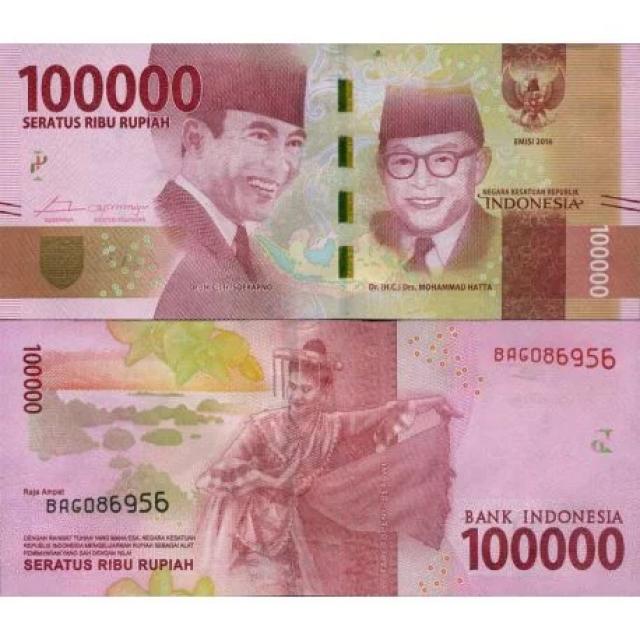 100000
SERATUS RIBU RUPIAH
EMISI 2016
NEGARA KESATUAN REPUBLIK
INDONESIA
100000
SOEKARNO
Dr. (H.C.) Drs. MOHAMMAD HATTA
100000
BAG086956
Raja Ampat
BAG086956
DENGAN RAHMAT TUHAN YANG MAHA ESA, NEGARA KESATUAN
REPUBLIK INDONESIA MENGELUARKAN RUPIAH SEBAGAI ALAT
PEMBAYARAN YANG SAH DENGAN NILAI
SERATUS RIBU RUPIAH
BANK INDONESIA
100000